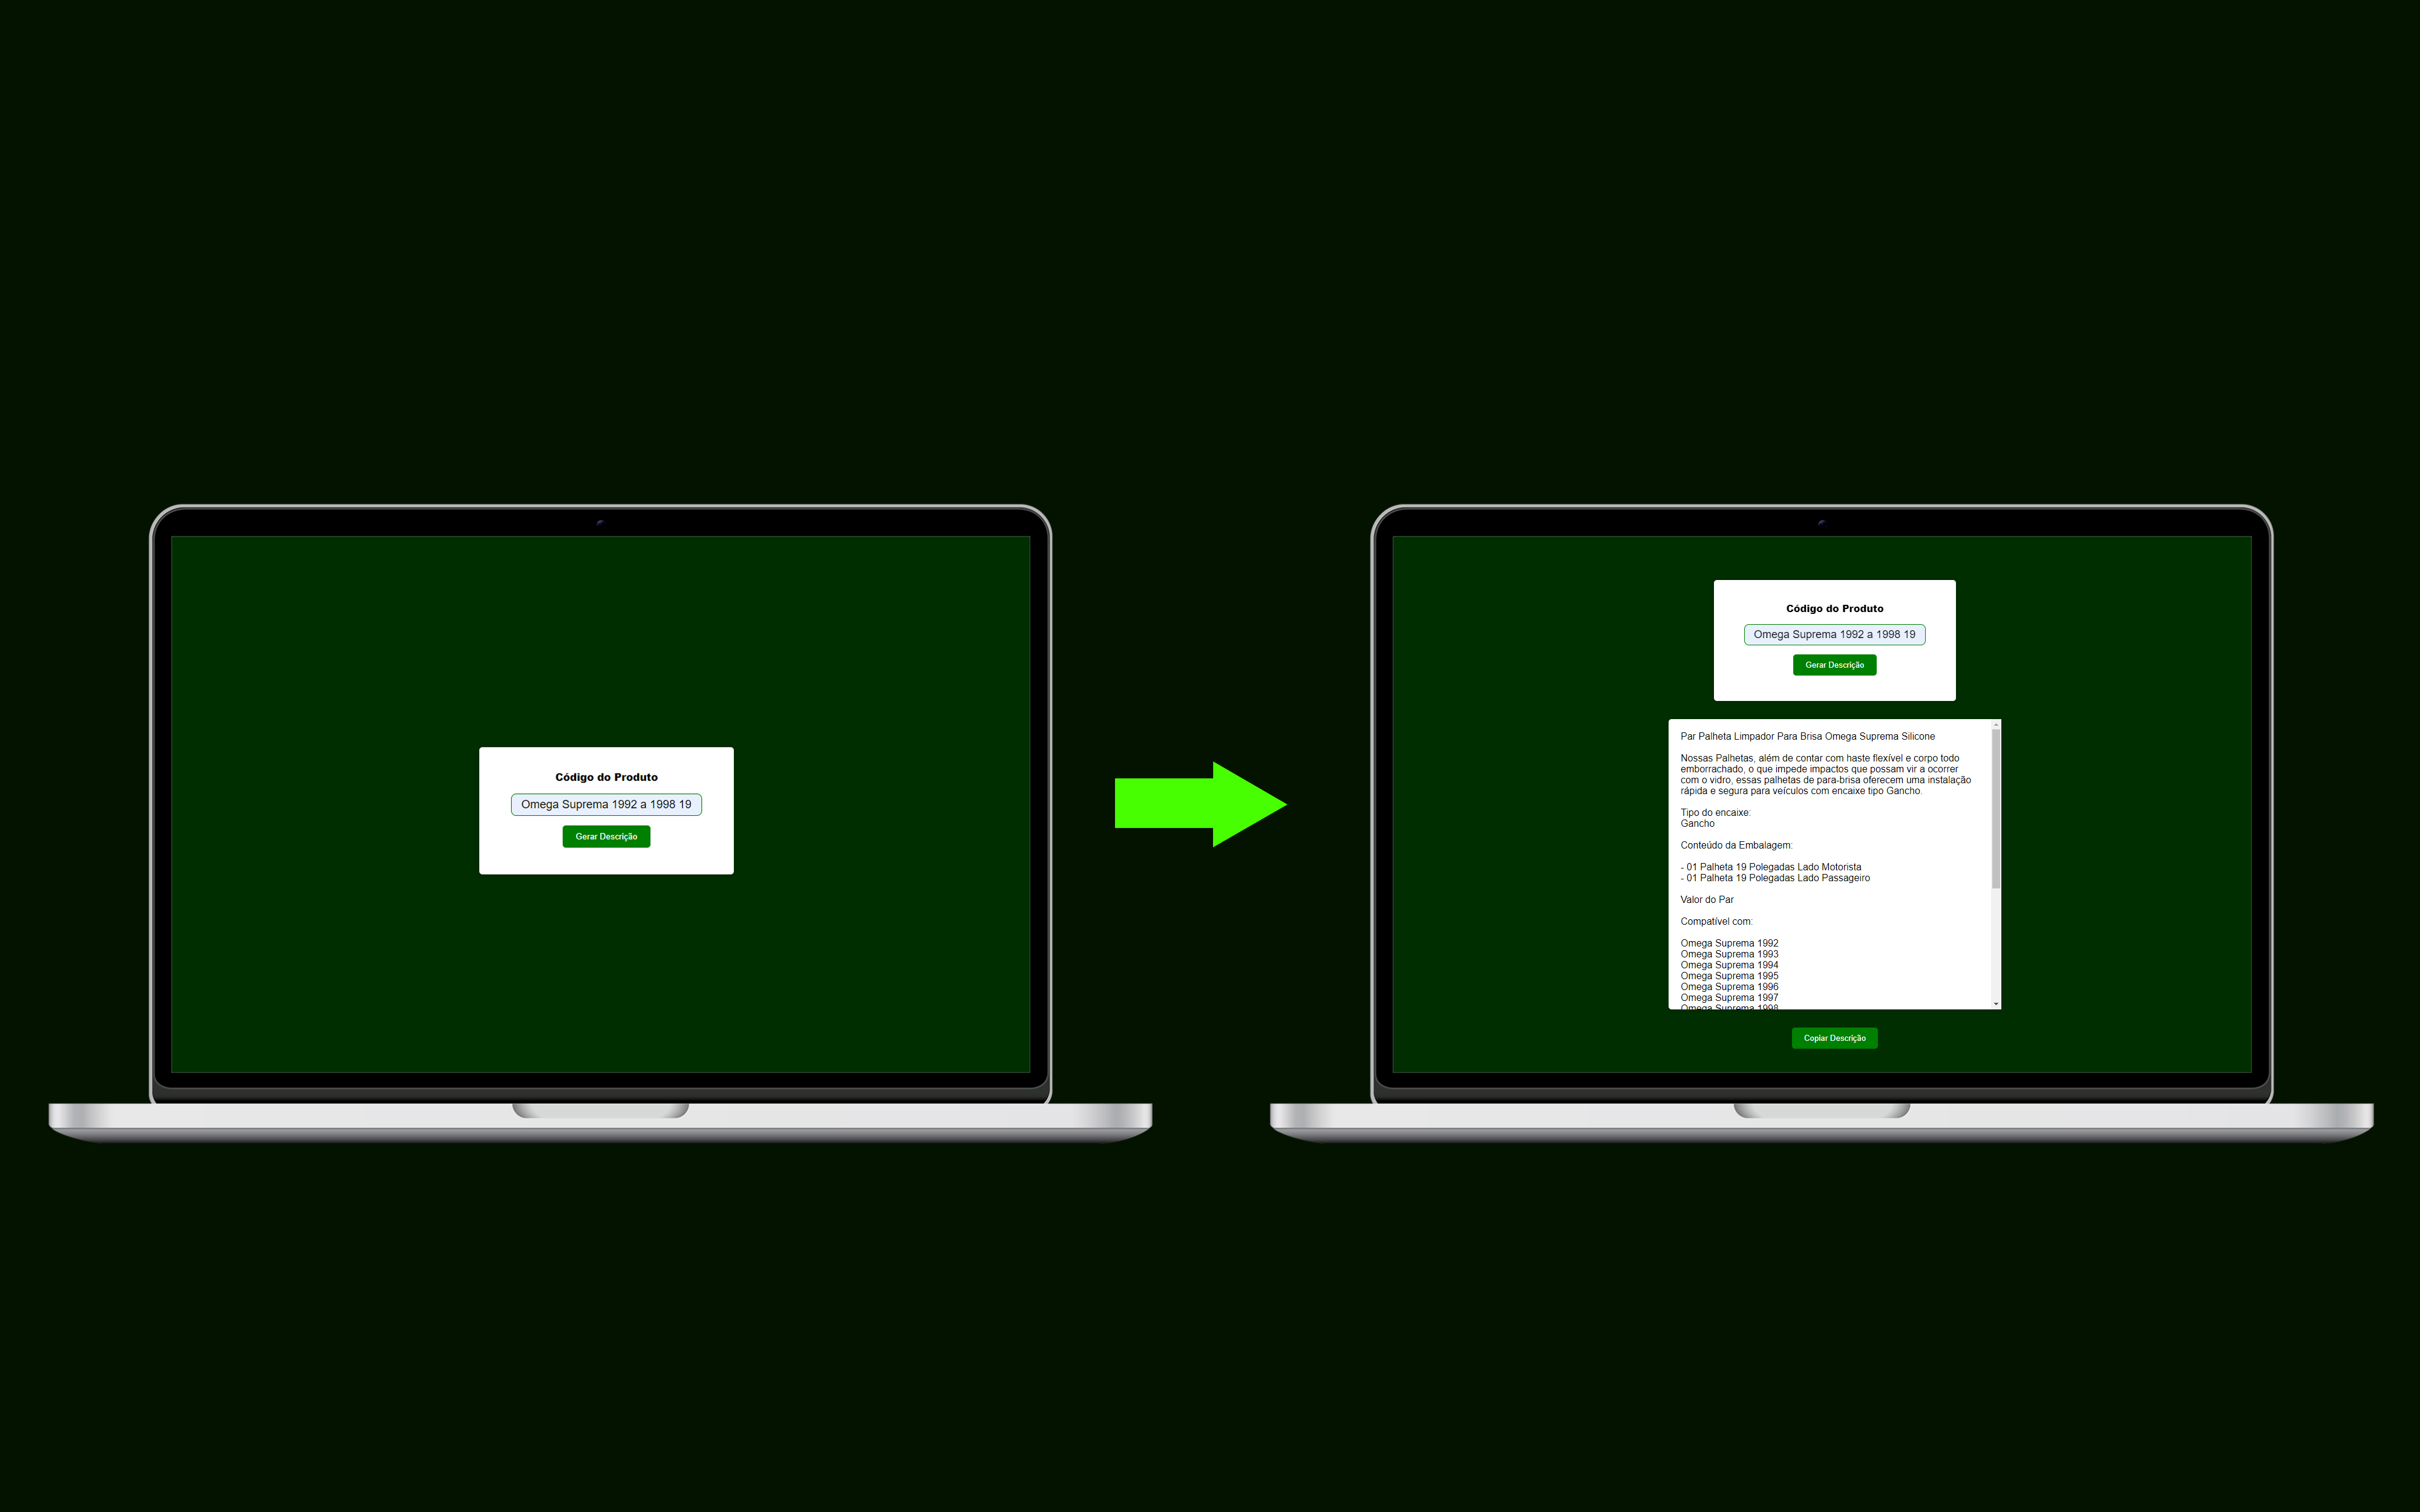 Código do Produto
Omega Suprema 1992 a 1998 19
Gerar Descrição
Código do Produto
Omega Suprema 1992 a 1998 19
Gerar Descrição
Par Palheta Limpador Para Brisa Omega Suprema Silicone
Nossas Palhetas, além de contar com haste flexível e corpo todo
emborrachado, o que impede impactos que possam vir a ocorrer
com o vidro, essas palhetas de para-brisa oferecem uma instalação
rápida e segura para veículos com encaixe tipo Gancho.
Tipo do encaixe:
Gancho
Conteúdo da Embalagem:
- 01 Palheta 19 Polegadas Lado Motorista
- 01 Palheta 19 Polegadas Lado Passageiro
Valor do Par
Compatível com:
Omega Suprema 1992
Omega Suprema 1993
Omega Suprema 1994
Omega Suprema 1995
Omega Suprema 1996
Omega Suprema 1997
Omega Suprema 1998
Copiar Descrição